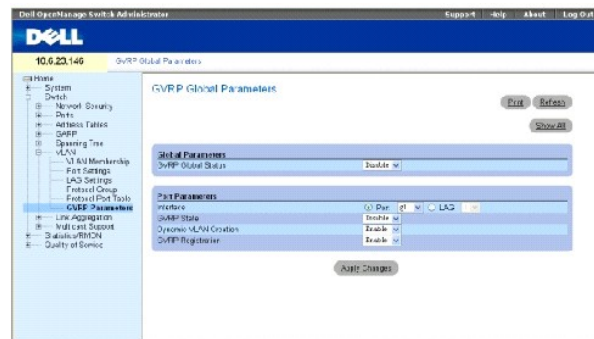 Dell OpenManage Switch Administrator
Support Help About Log Out
DELL
10.6.23.146
GVRP Global Parameters
Home
System
Switch
Network Security
Ports
Address Tables
GARP
Spanning Tree
VLAN
VLAN Membership
Port Settings
LAG Settings
Protocol Group
Protocol Port Table
GVRP Parameters
Link Aggregation
Multicast Support
Statistics/RMON
Quality of Service
GVRP Global Parameters
Print Refresh
Show All
Global Parameters
GVRP Global Status Disable
Port Parameters
Interface Port g1 LAG
GVRP State Disable
Dynamic VLAN Creation Enable
GVRP Registration Enable
Apply Changes